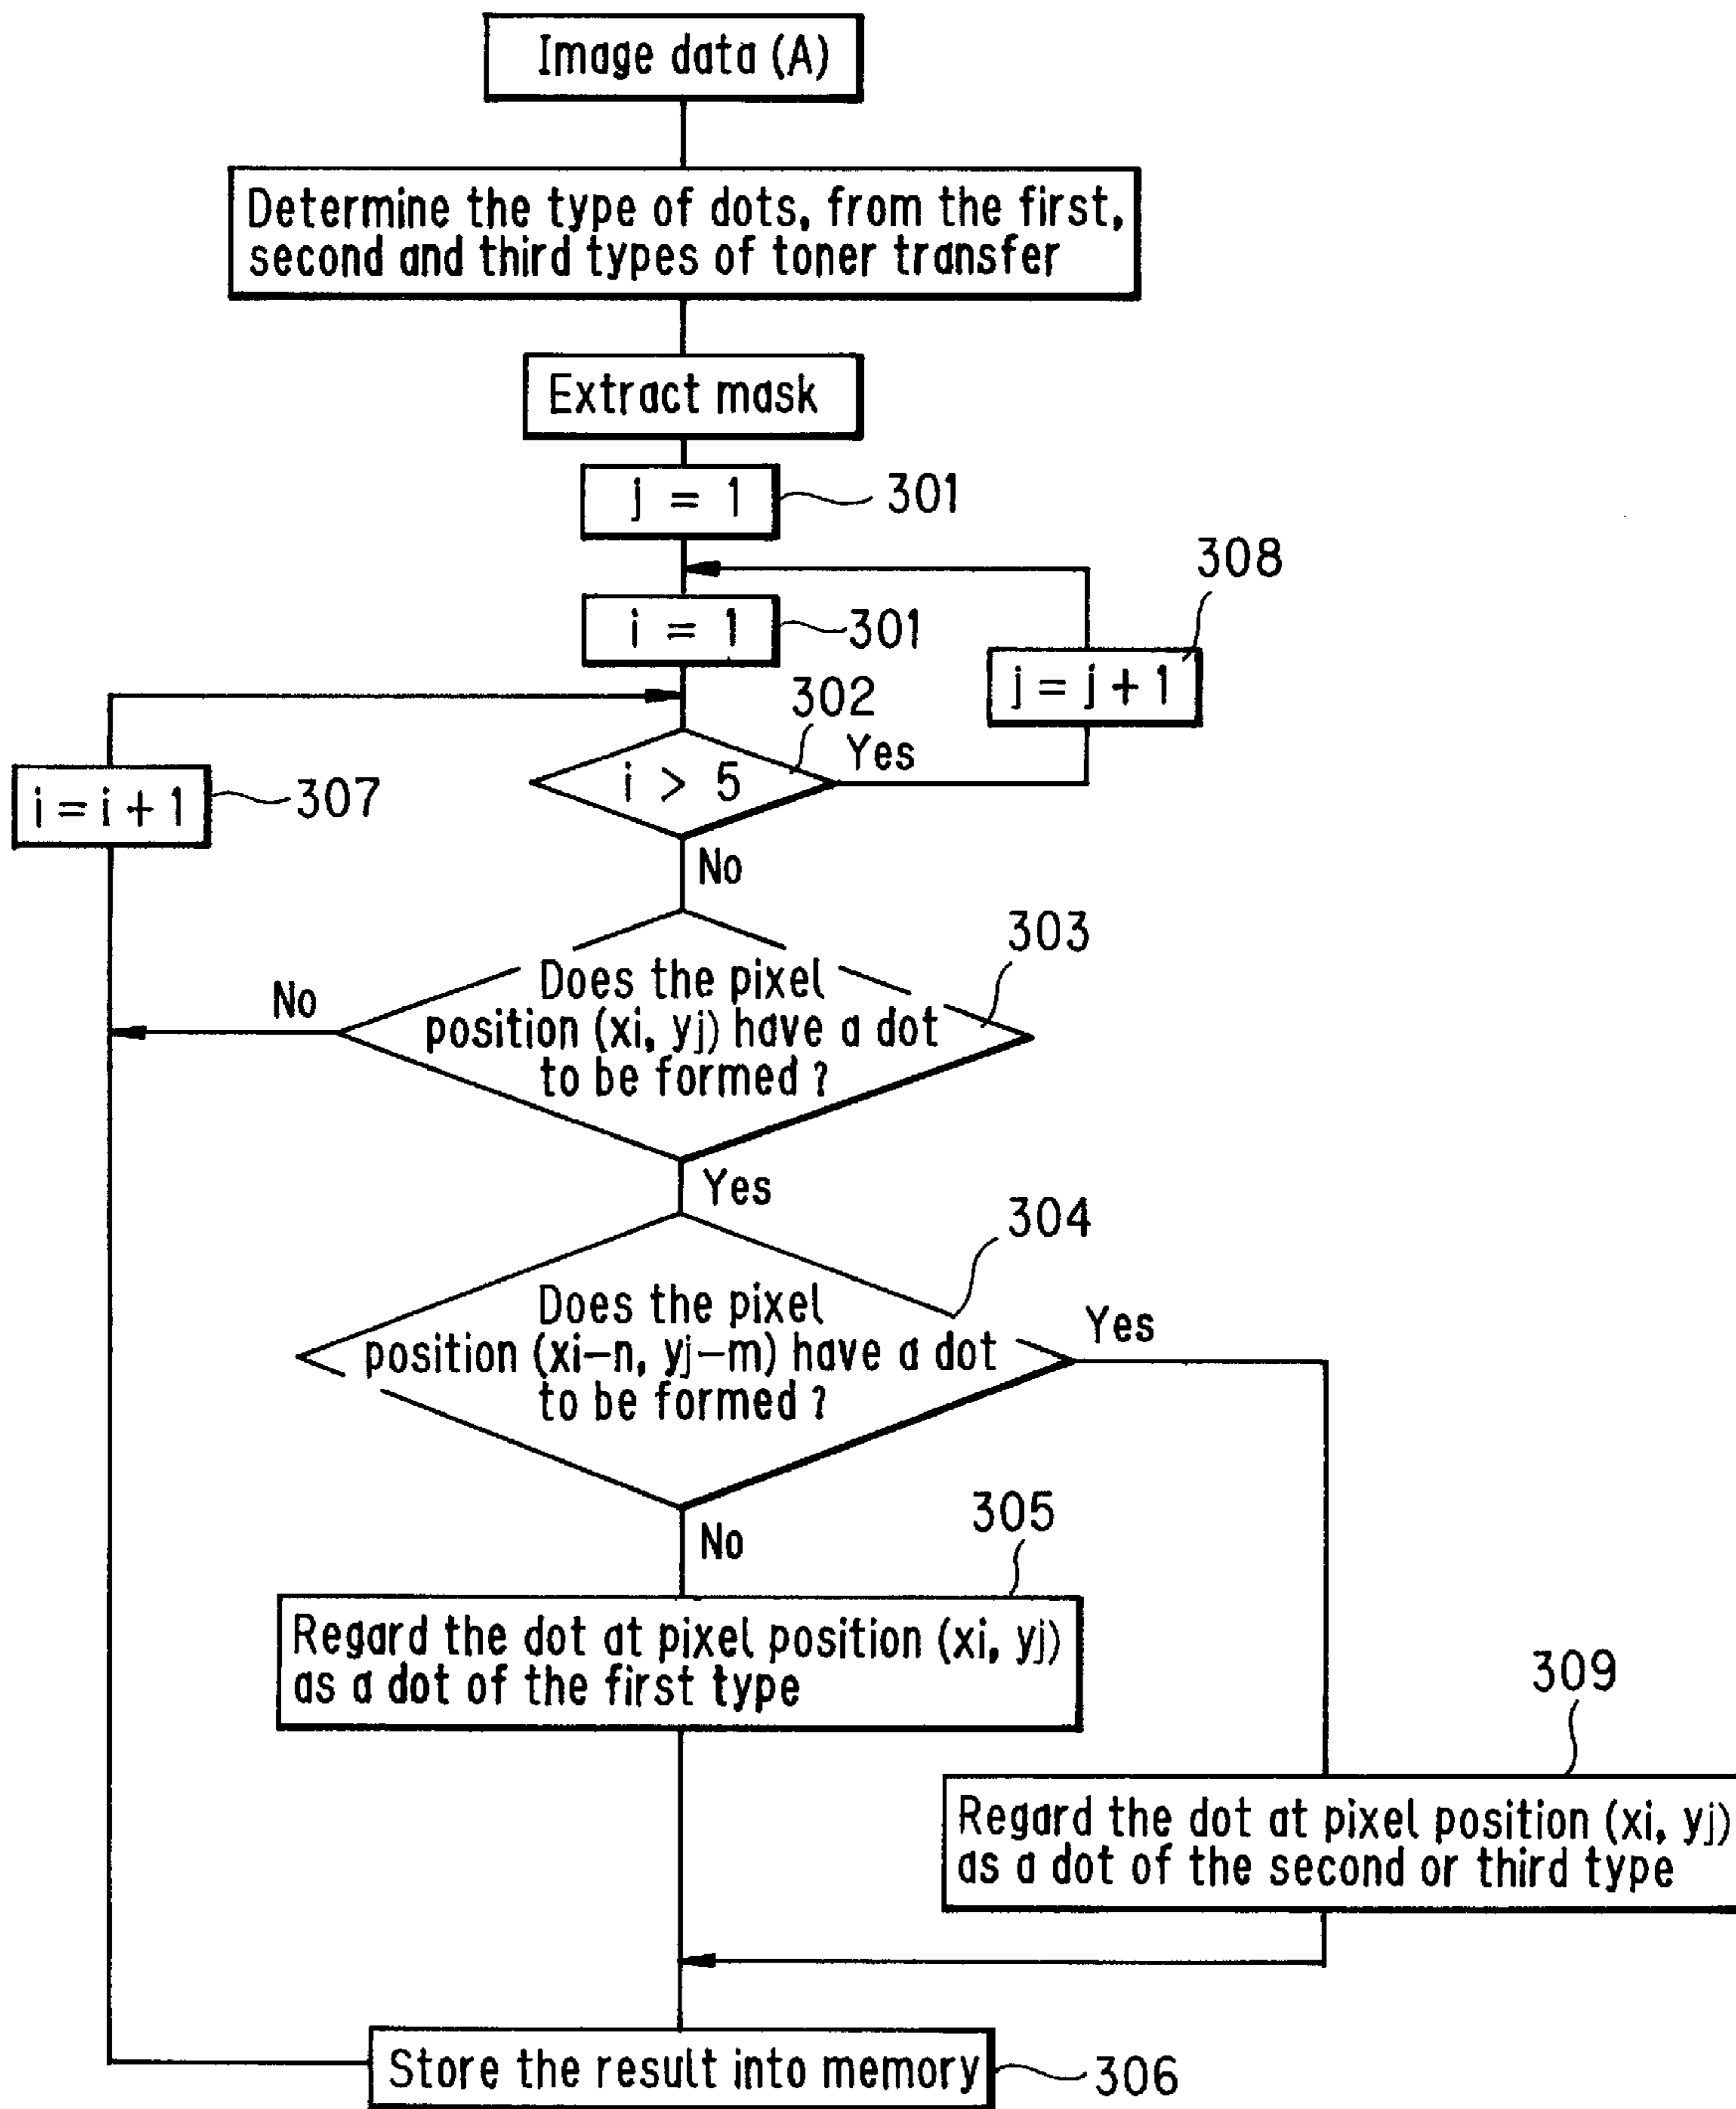 Image data (A)
Determine the type of dots, from the first,
second and third types of toner transfer
Extract mask
j = 1
301
308
i = 1
301
j = j + 1
302
i > 5
Yes
i = i + 1
307
No
303
Does the pixel
position (xi, yj) have a dot
to be formed ?
No
Yes
304
Does the pixel
position (xi-n, yj-m) have a dot
to be formed ?
Yes
No
305
Regard the dot at pixel position (xi, yj)
as a dot of the first type
309
Regard the dot at pixel position (xi, yj)
as a dot of the second or third type
Store the result into memory
306